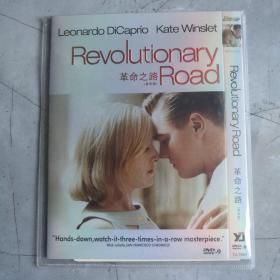 Leonardo DiCaprio Kate Winslet
Revolutionary
Road
革命之路
"Hands-down,watch-it-three-times-in-a-row masterpiece."
Revolutionary Road
革命之路